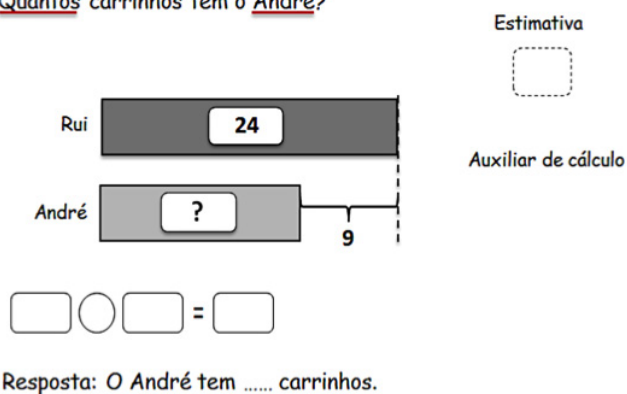 Quantos carrinhos tem o André?
Estimativa
Rui
24
Auxiliar de cálculo
André
?
9
=
Resposta: O André tem ...... carrinhos.